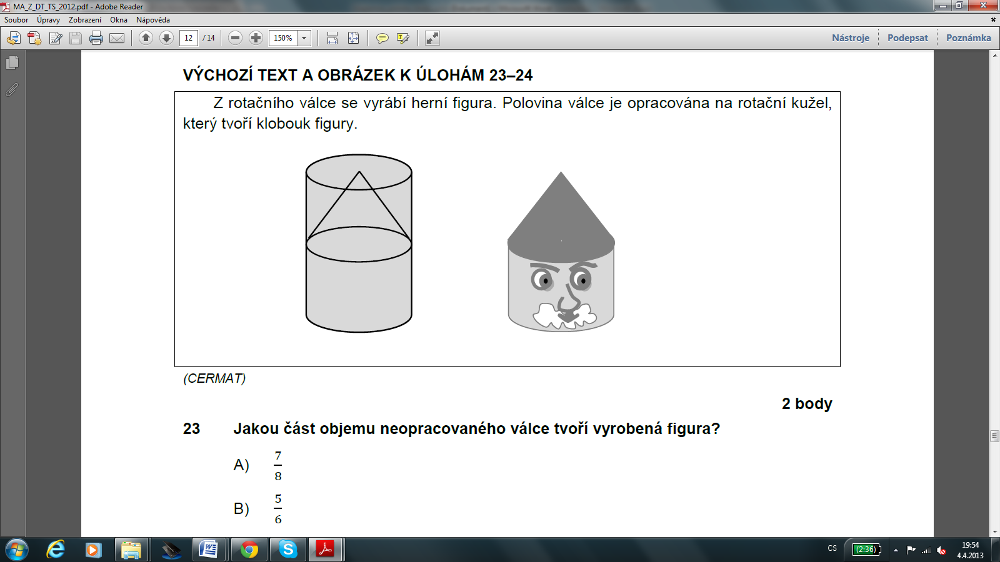 MA_Z_DT_TS_2012.pdf - Adobe Reader
Soubor Úpravy Zobrazení Okna Nápověda
12 / 14 150% Nástroje Podepsat Poznámka
VÝCHOZÍ TEXT A OBRÁZEK K ÚLOHÁM 23–24
Z rotačního válce se vyrábí herní figura. Polovina válce je opracována na rotační kužel,
který tvoří klobouk figury.
(CERMAT)
2 body
23 Jakou část objemu neopracovaného válce tvoří vyrobená figura?
A) 7/8
B) 5/6
CS (2:36) 19:54
4.4.2013